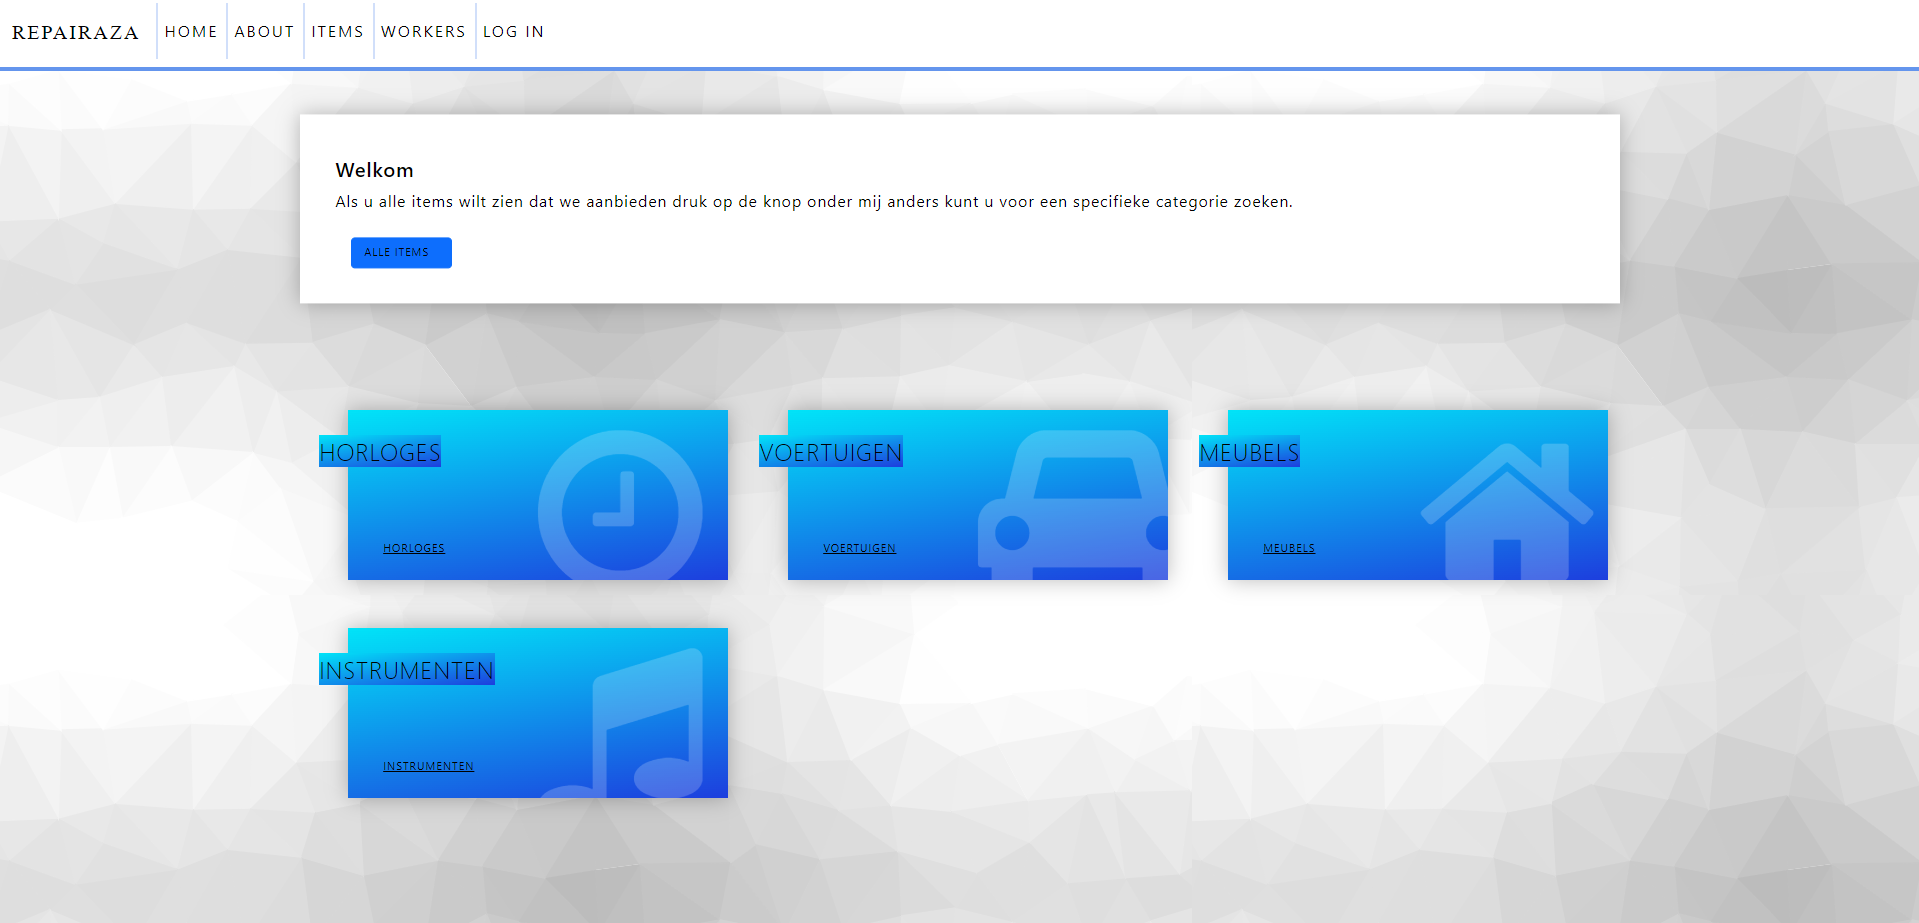 REPAIRAZA HOME ABOUT ITEMS WORKERS LOG IN
Welkom
Als u alle items wilt zien dat we aanbieden druk op de knop onder mij anders kunt u voor een specifieke categorie zoeken.
ALLE ITEMS
HORLOGES
HORLOGES
VOERTUIGEN
VOERTUIGEN
MEUBELS
MEUBELS
INSTRUMENTEN
INSTRUMENTEN